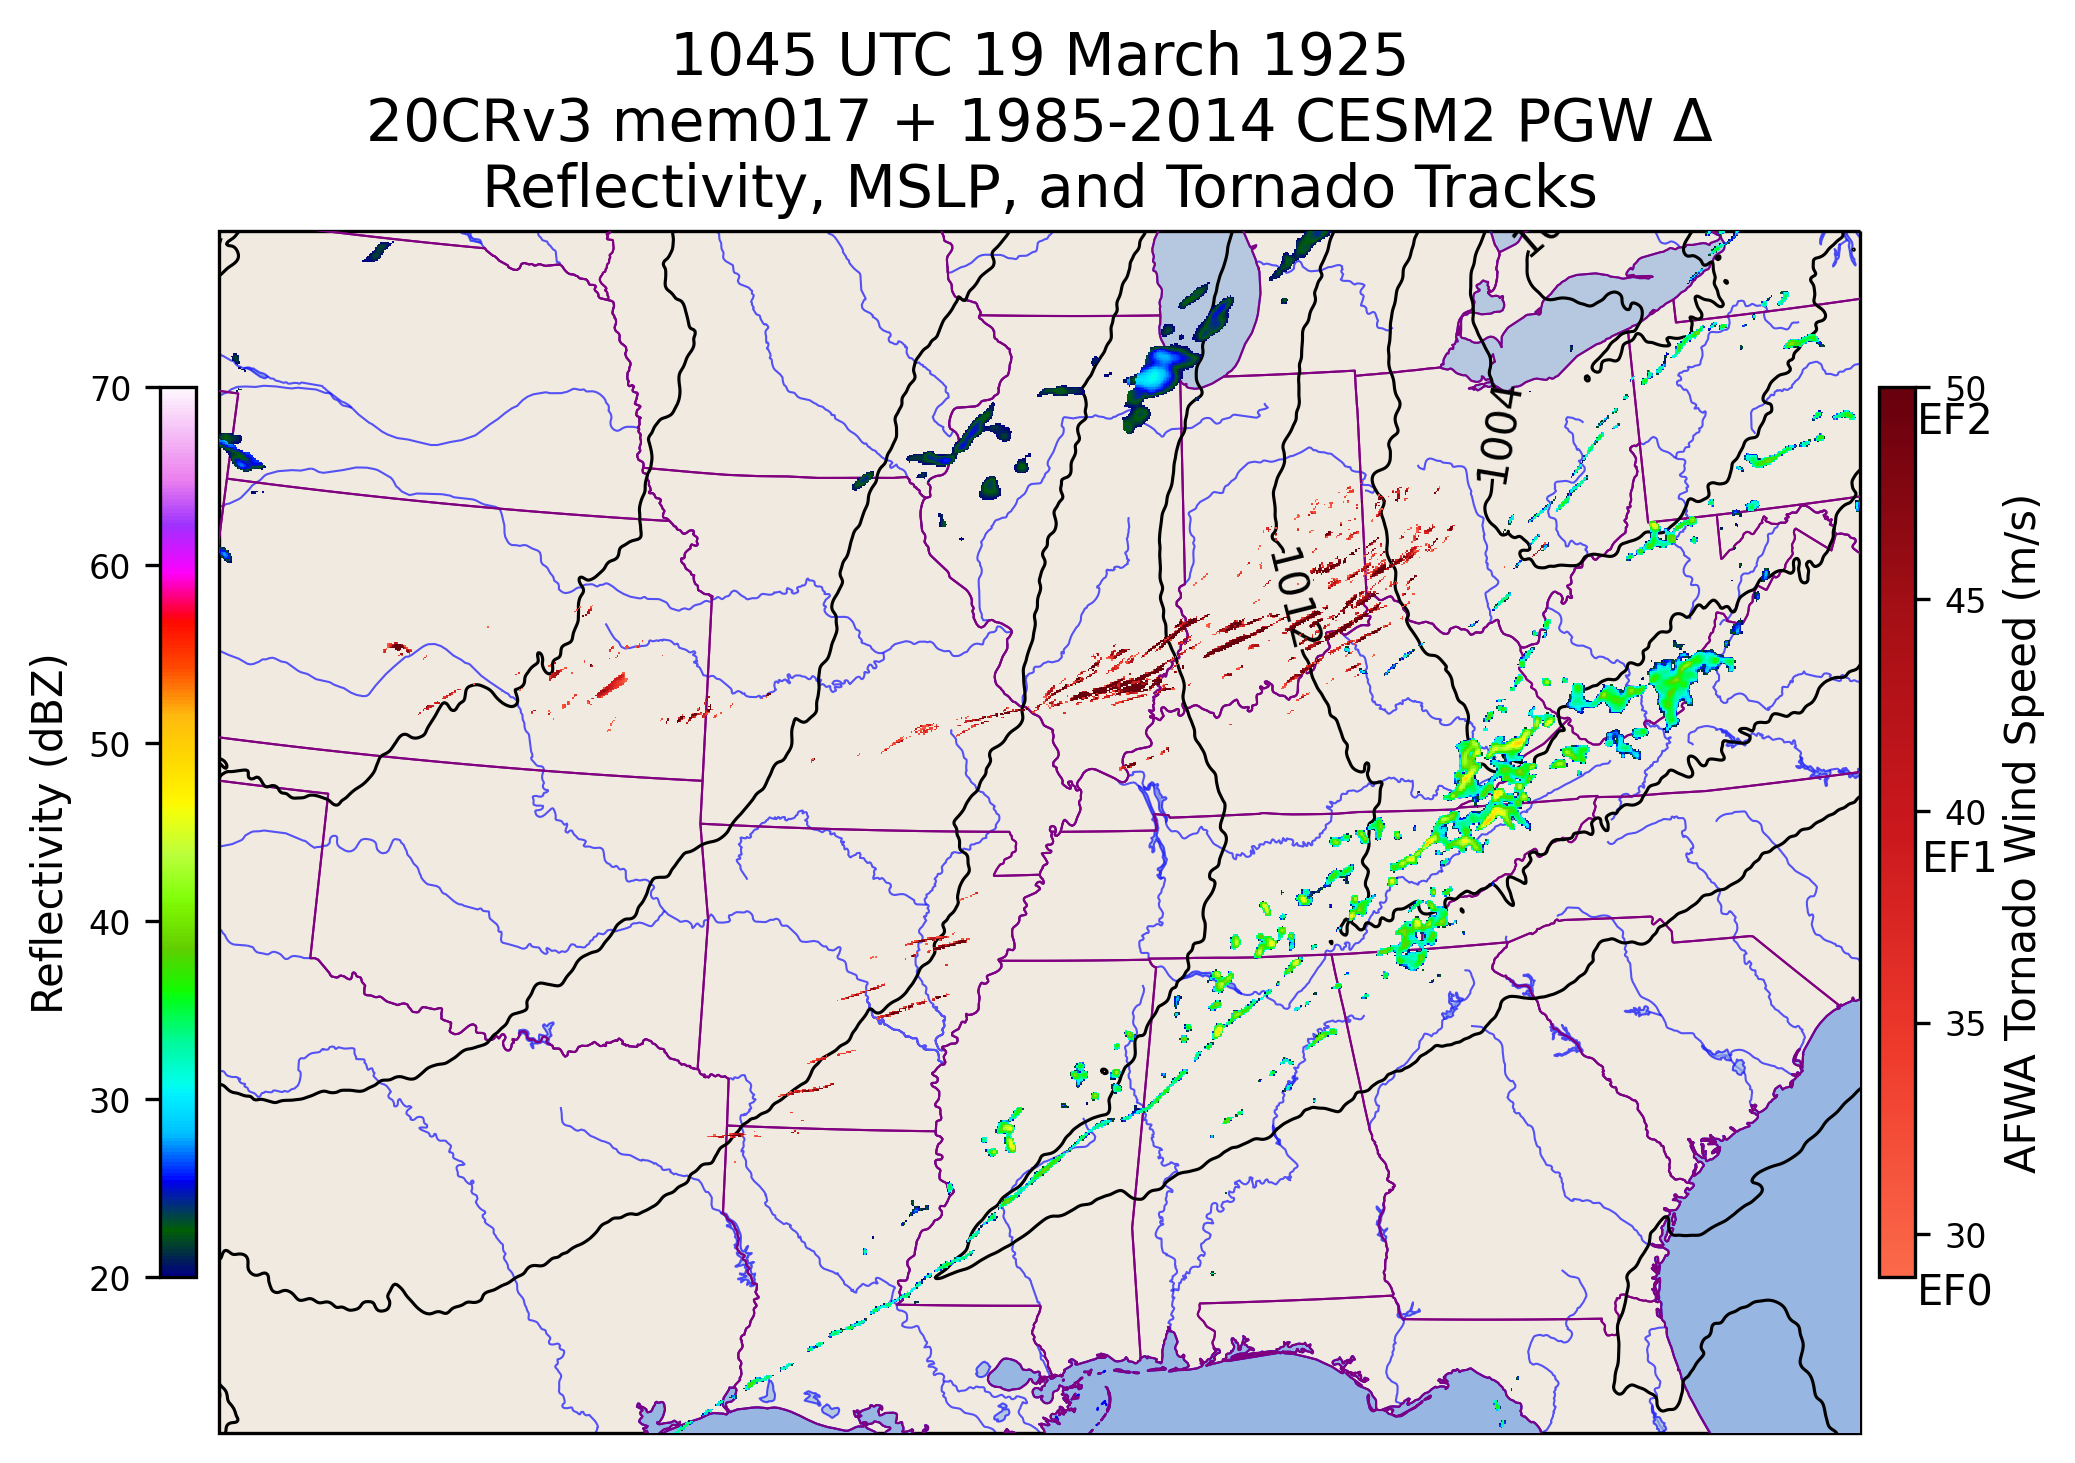 1045 UTC 19 March 1925
20CRv3 mem017 + 1985-2014 CESM2 PGW Δ
Reflectivity, MSLP, and Tornado Tracks
70
60
50
40
30
20
Reflectivity (dBZ)
1004
1012
50
EF2
45
40
EF1
35
30
EF0
AFWA Tornado Wind Speed (m/s)